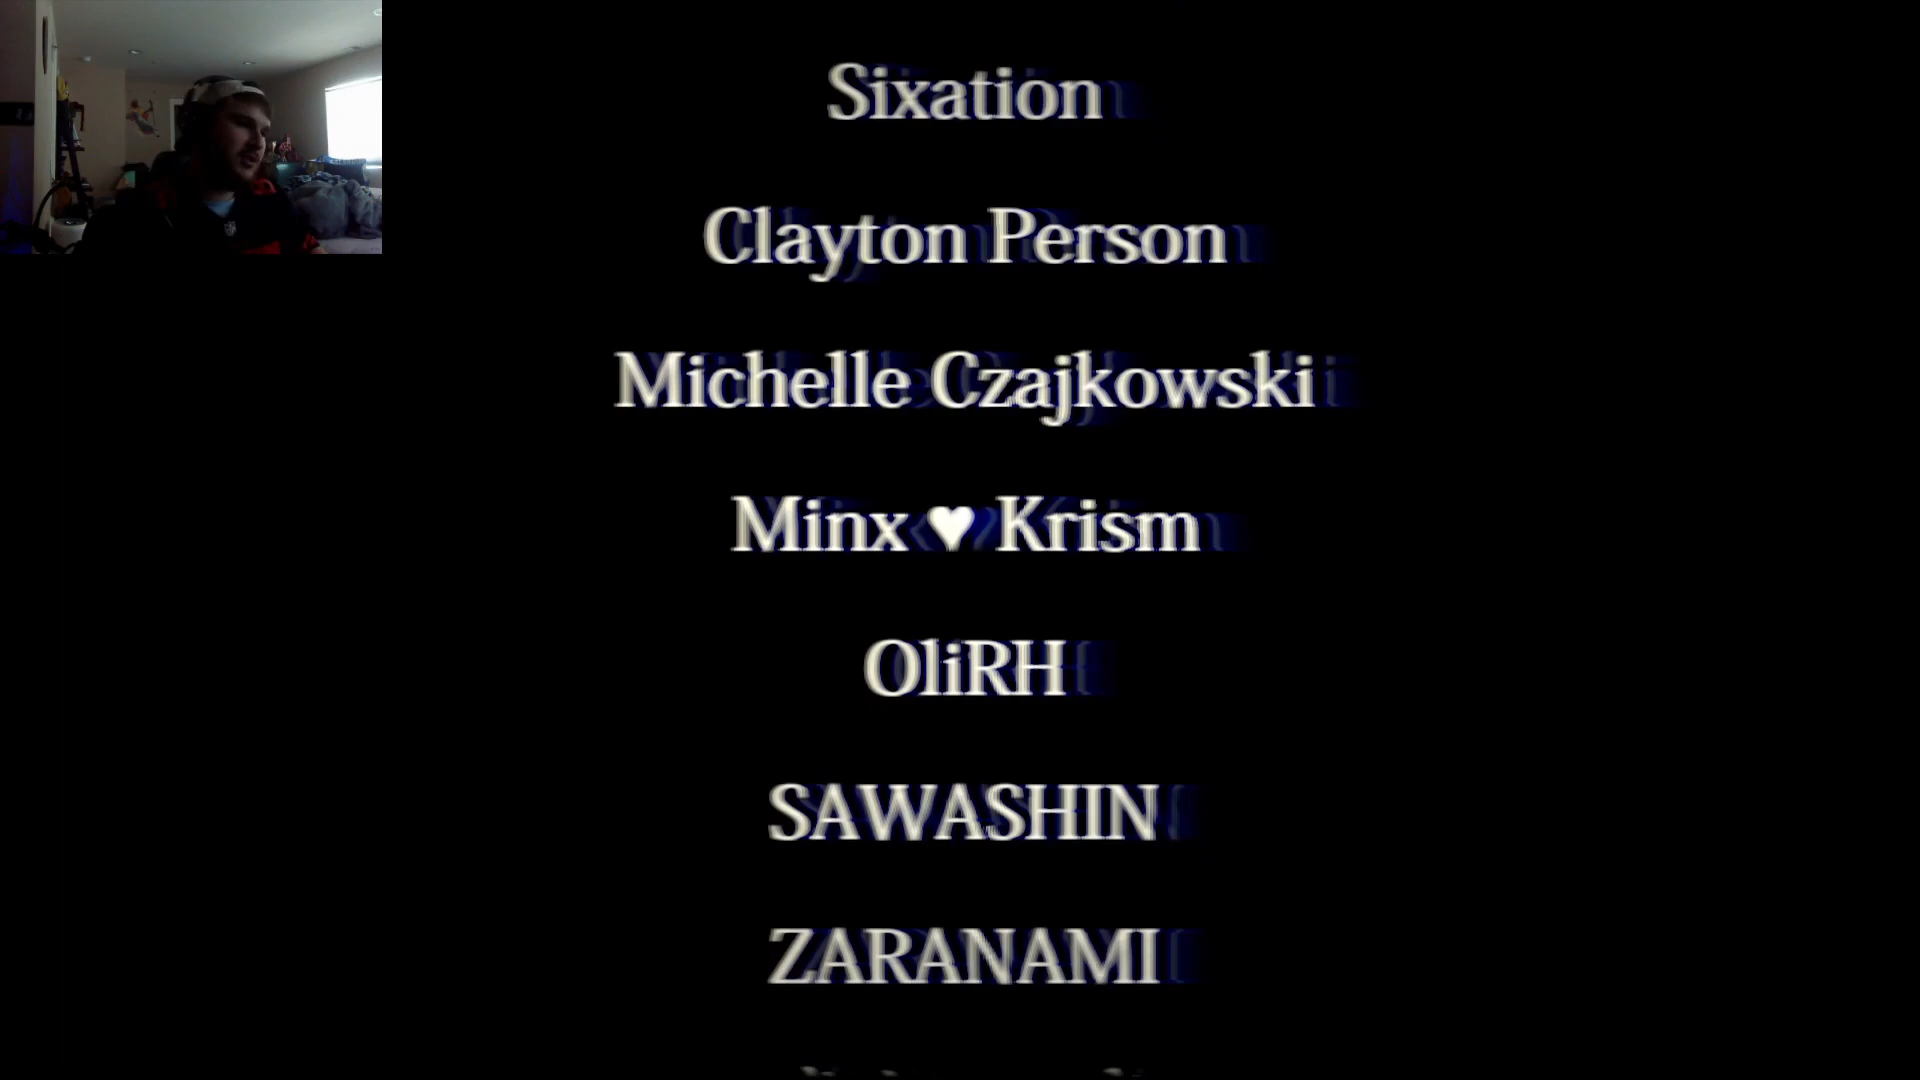 Sixation
Clayton Person
Michelle Czajkowski
Minx ♥ Krism
OliRH
SAWASHIN
ZARANAMI